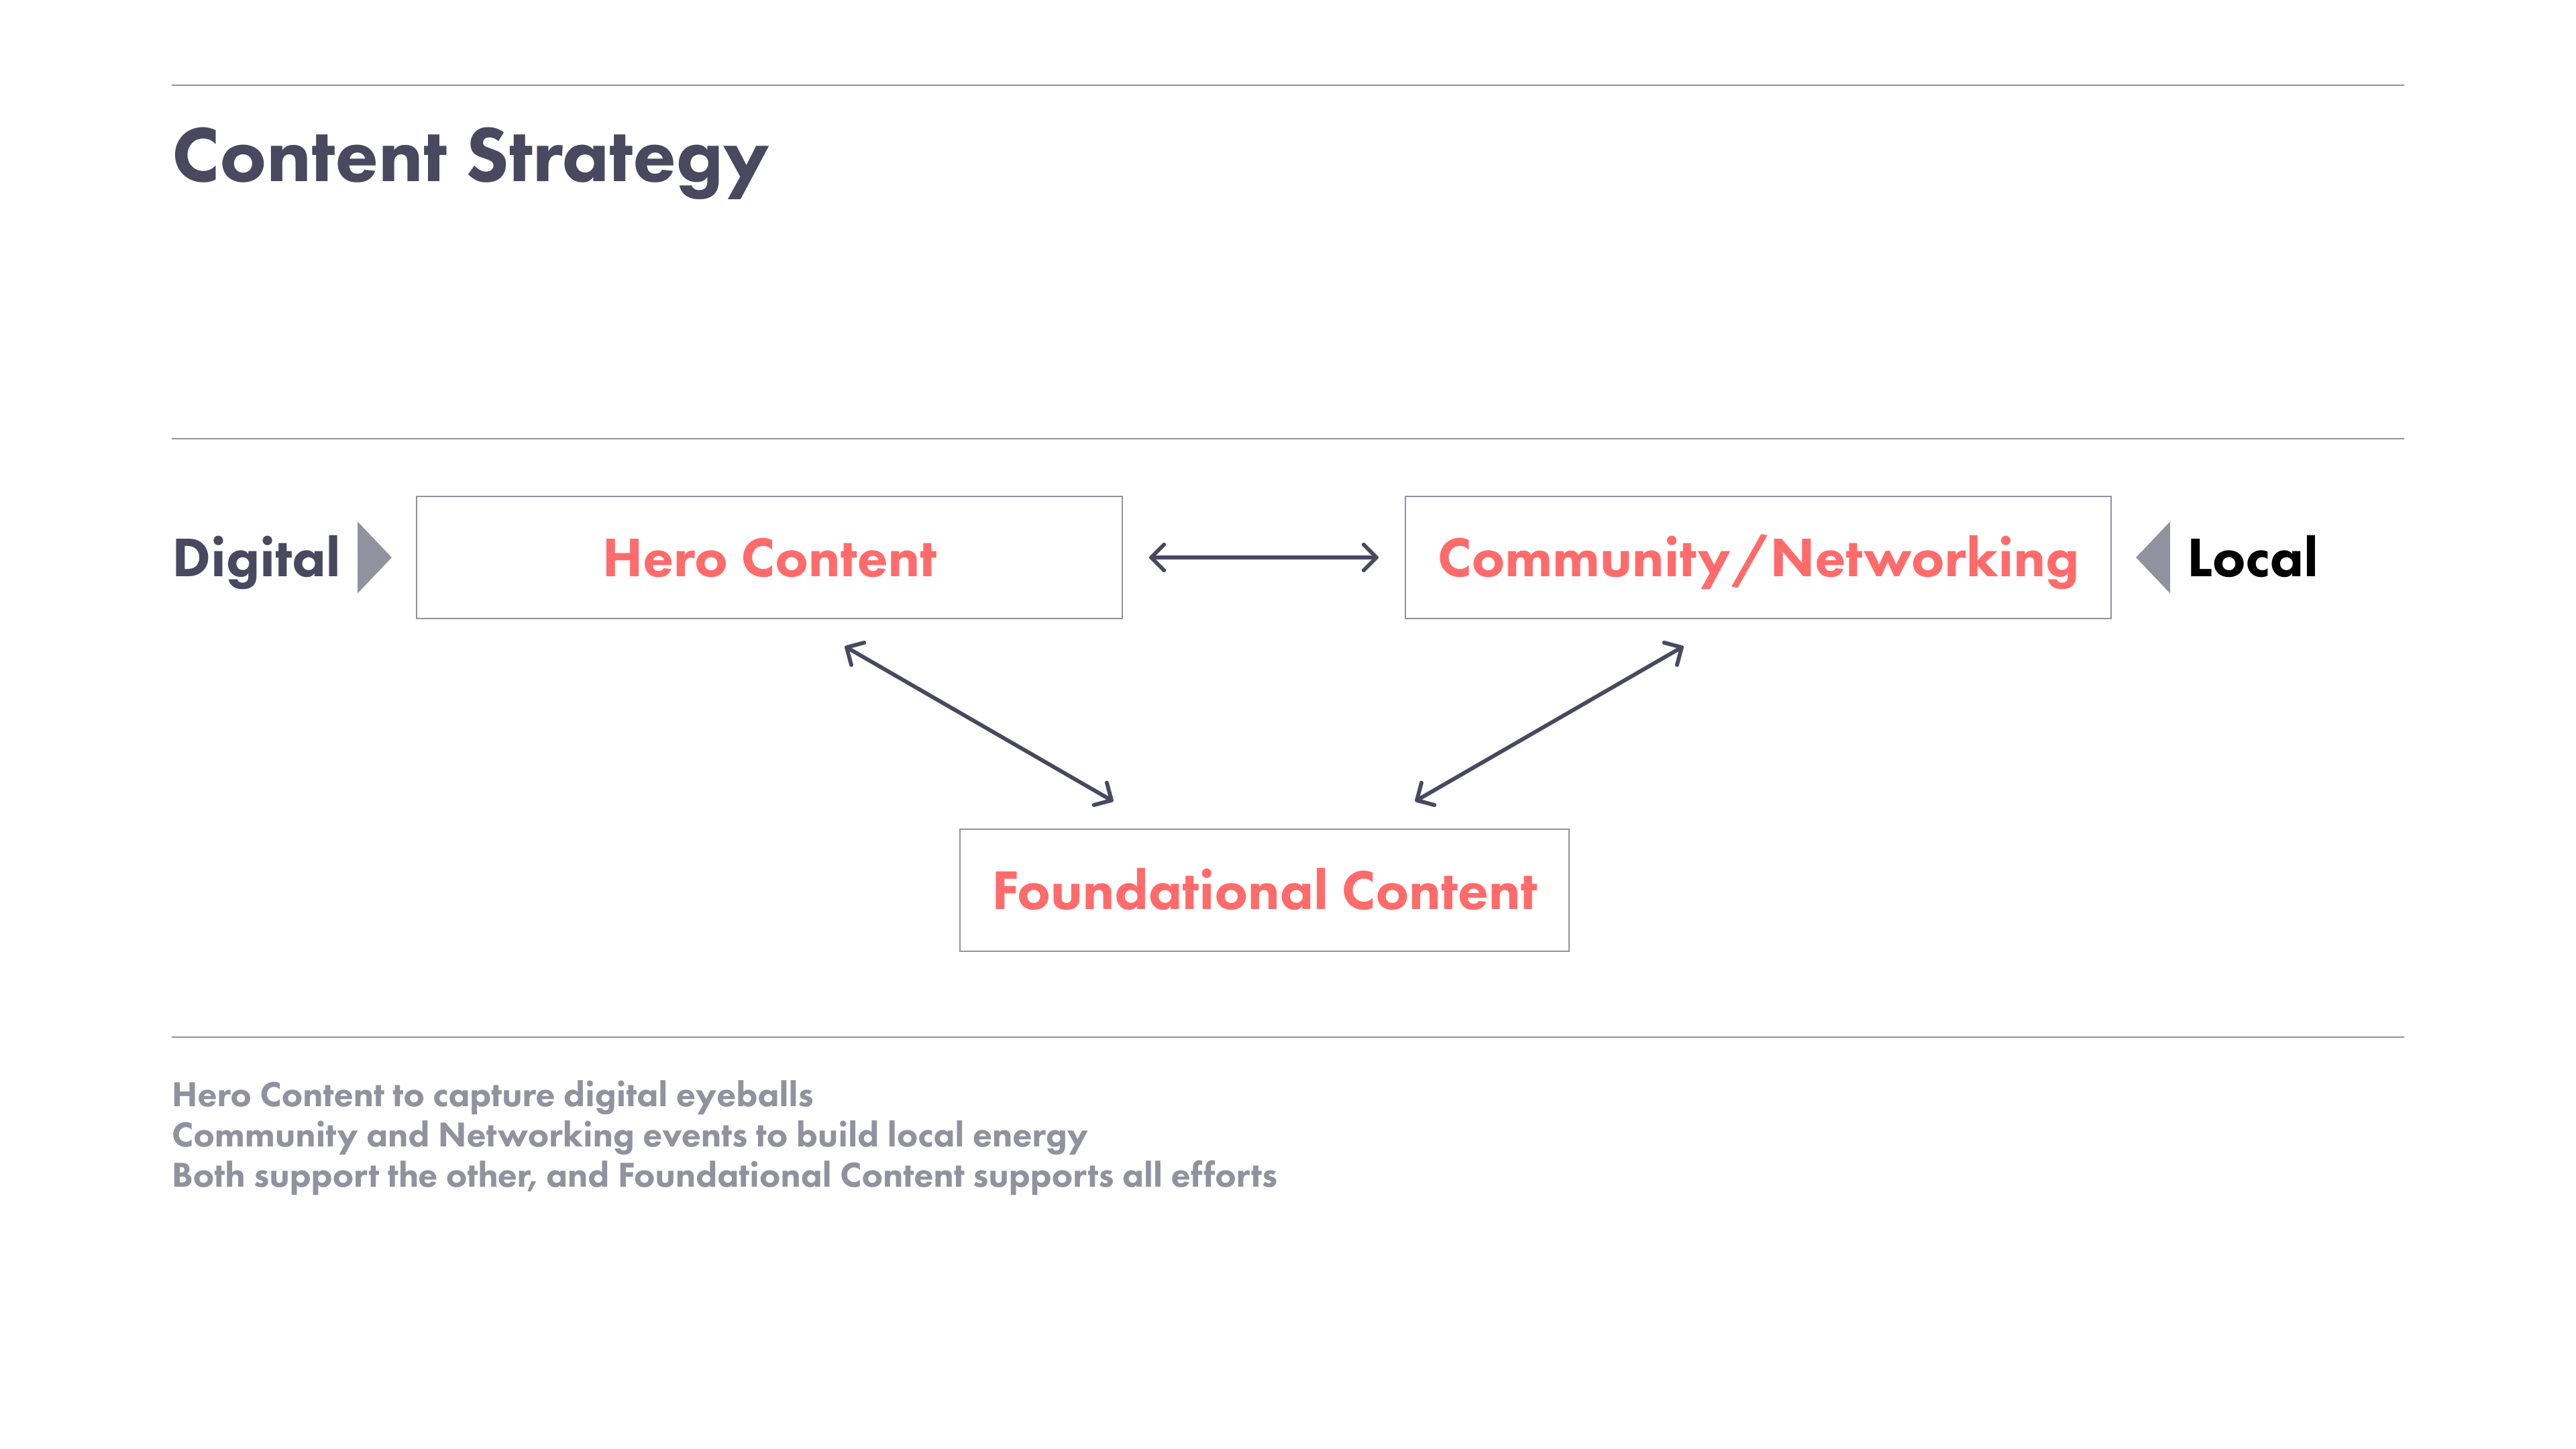 Content Strategy
Digital
Hero Content
Community/Networking
Local
Foundational Content
Hero Content to capture digital eyeballs
Community and Networking events to build local energy
Both support the other, and Foundational Content supports all efforts